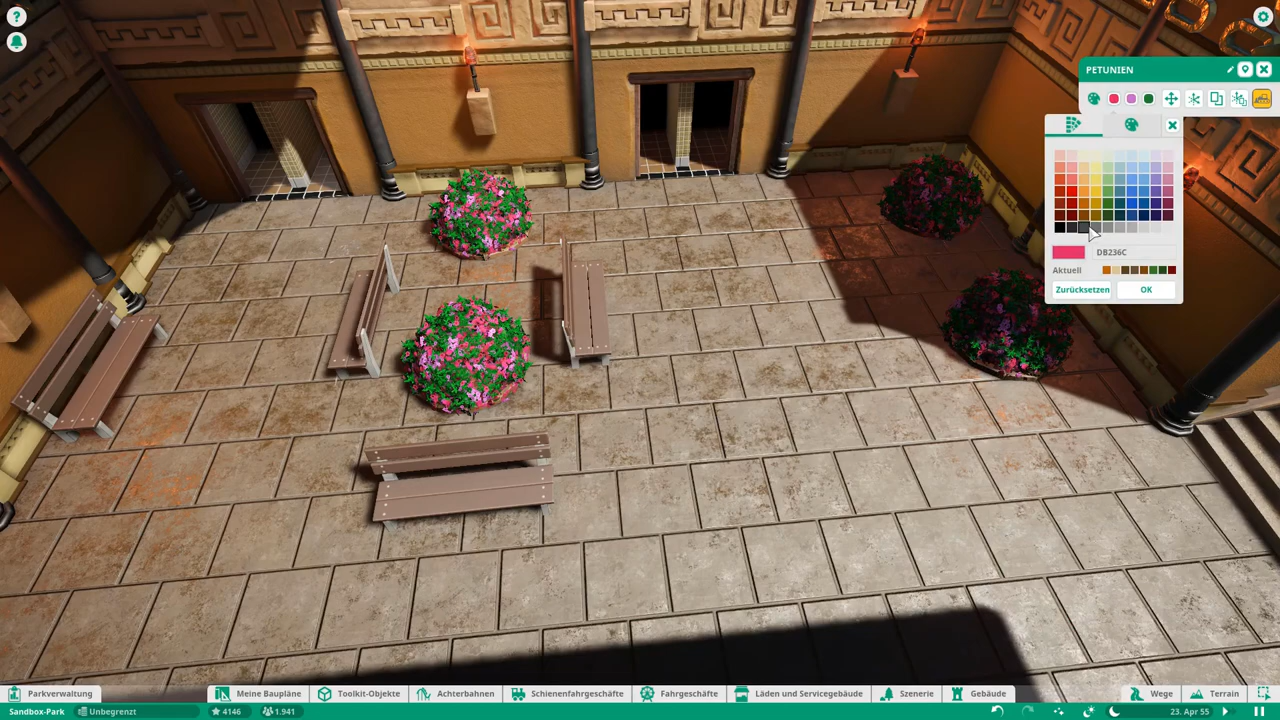 PETUNIEN
DB236C
Aktuell
Zurücksetzen
OK
Parkverwaltung
Meine Baupläne
Toolkit-Objekte
Achterbahnen
Schienenfahrgeschäfte
Fahrgeschäfte
Läden und Servicegebäude
Szenerie
Gebäude
Wege
Terrain
Sandbox-Park
Unbegrenzt
4146
1.941
23. Apr 55